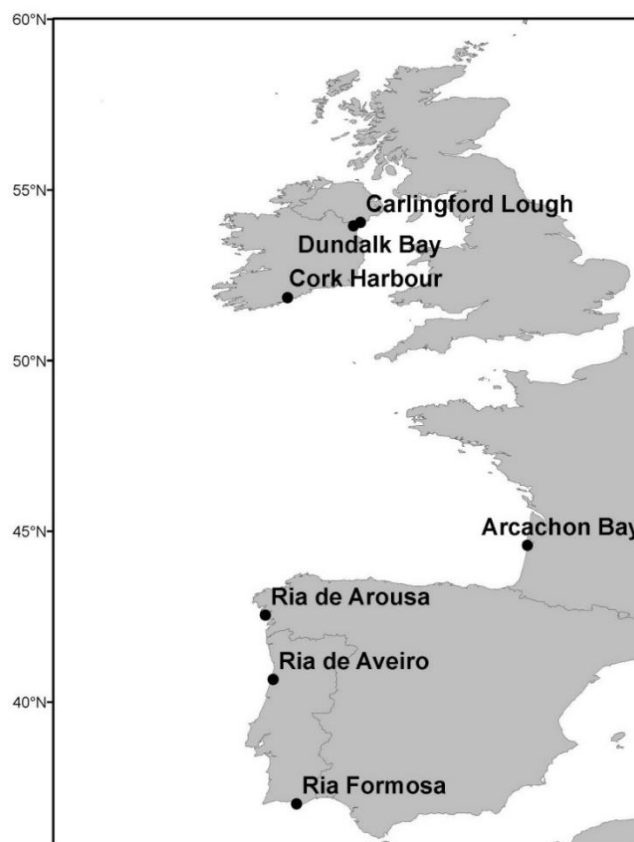 60°N
55°N
Carlingford Lough
Dundalk Bay
Cork Harbour
50°N
Arcachon Bay
45°N
Ria de Arousa
Ria de Aveiro
40°N
Ria Formosa